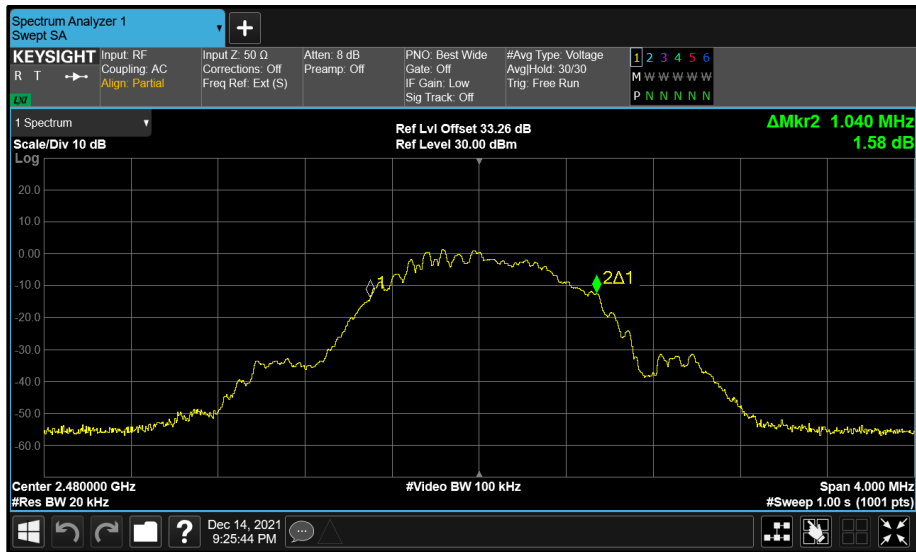 Spectrum Analyzer 1
Swept SA
KEYSIGHT
R T
LXI
Input: RF
Coupling: AC
Align: Partial
Input Z: 50 Ω
Corrections: Off
Freq Ref: Ext (S)
Atten: 8 dB
Preamp: Off
PNO: Best Wide
Gate: Off
IF Gain: Low
Sig Track: Off
#Avg Type: Voltage
Avg|Hold: 30/30
Trig: Free Run
1 2 3 4 5 6
M W W W W W
P N N N N N
1 Spectrum
Scale/Div 10 dB
Ref Lvl Offset 33.26 dB
Ref Level 30.00 dBm
ΔMkr2 1.040 MHz
1.58 dB
Log
20.0
10.0
0.00
-10.0
-20.0
-30.0
-40.0
-50.0
-60.0
1
2Δ1
Center 2.480000 GHz
#Res BW 20 kHz
#Video BW 100 kHz
Span 4.000 MHz
#Sweep 1.00 s (1001 pts)
?
Dec 14, 2021
9:25:44 PM